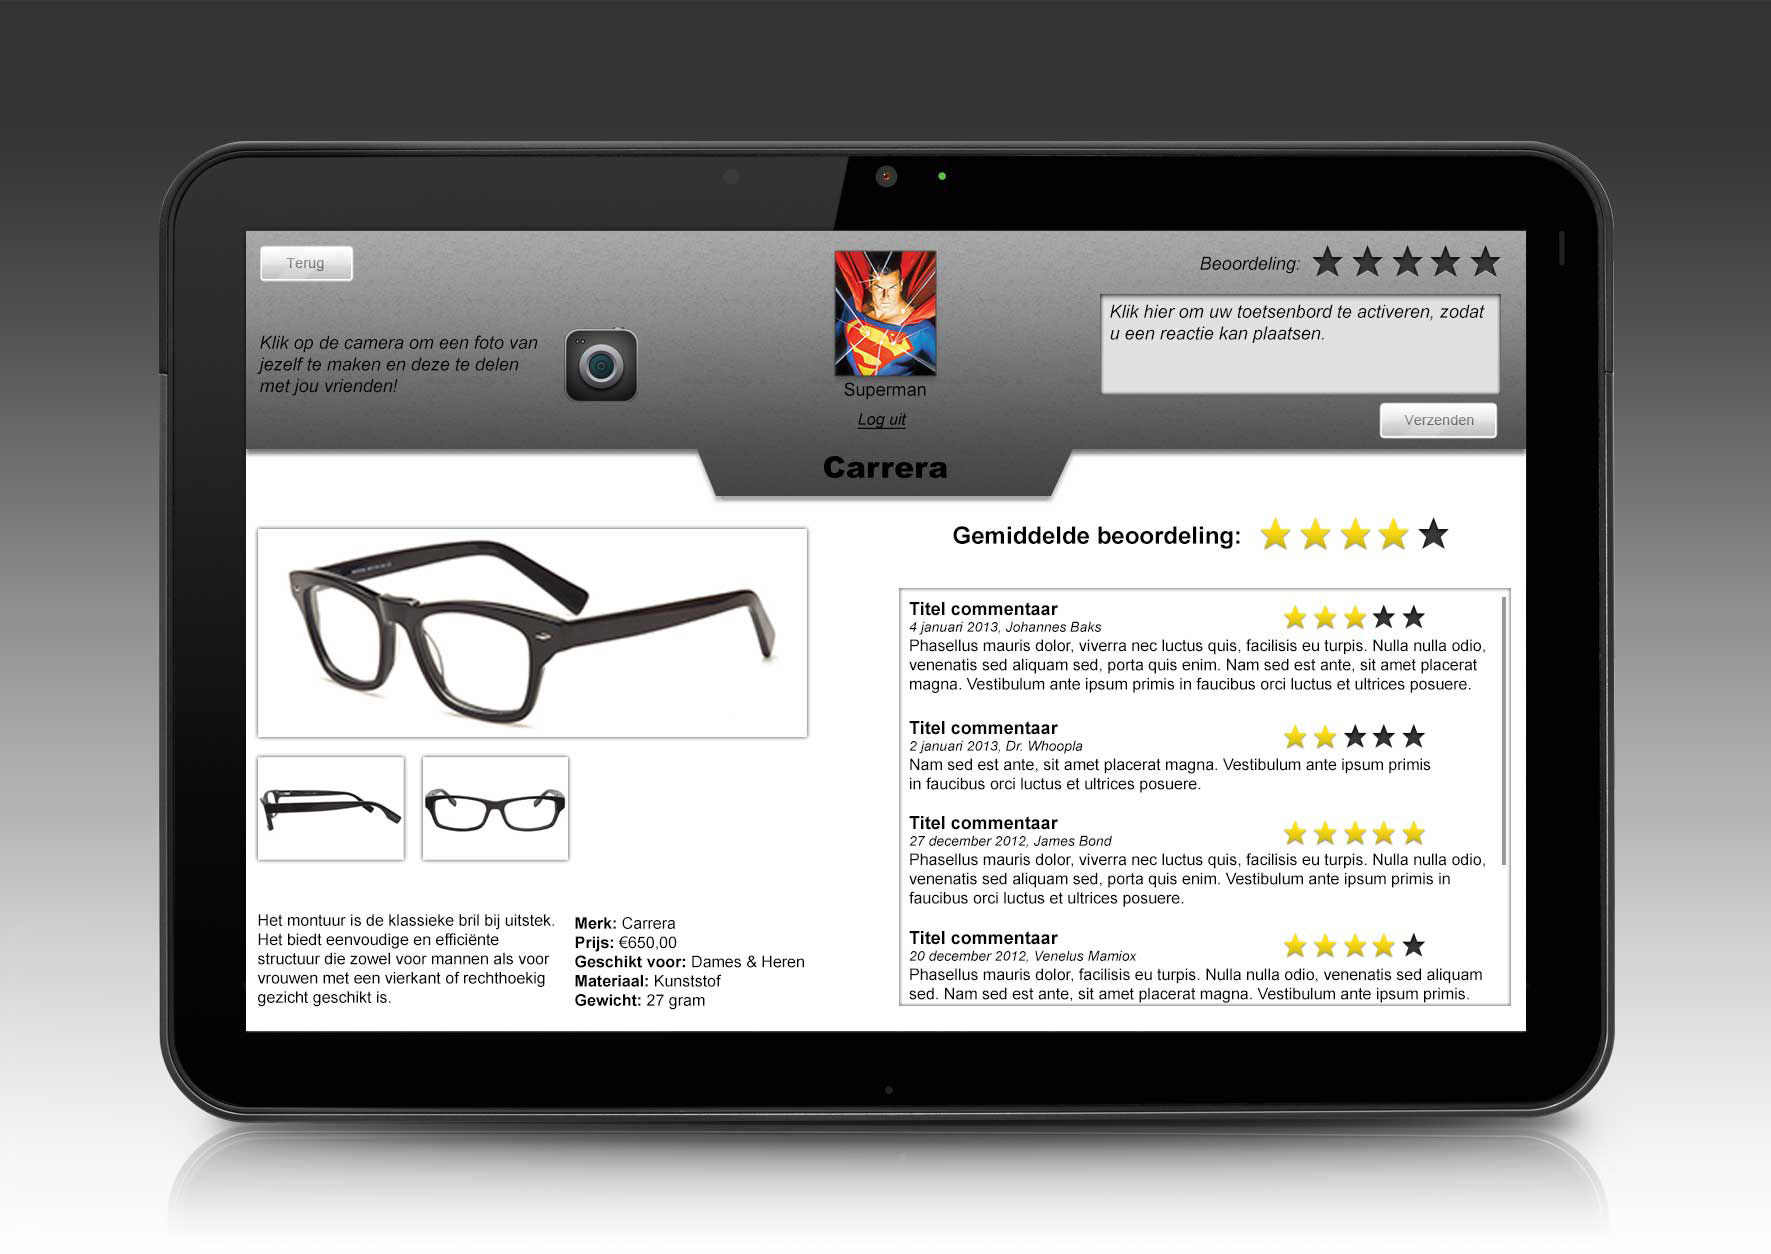 Terug
Klik op de camera om een foto van
jezelf te maken en deze te delen
met jou vrienden!
Superman
Log uit
Beoordeling:
Klik hier om uw toetsenbord te activeren, zodat
u een reactie kan plaatsen.
Verzenden
Carrera
Gemiddelde beoordeling:
Titel commentaar
4 januari 2013, Johannes Baks
Phasellus mauris dolor, viverra nec luctus quis, facilisis eu turpis. Nulla nulla odio,
venenatis sed aliquam sed, porta quis enim. Nam sed est ante, sit amet placerat
magna. Vestibulum ante ipsum primis in faucibus orci luctus et ultrices posuere.
Titel commentaar
2 januari 2013, Dr. Whoopla
Nam sed est ante, sit amet placerat magna. Vestibulum ante ipsum primis
in faucibus orci luctus et ultrices posuere.
Titel commentaar
27 december 2012, James Bond
Phasellus mauris dolor, viverra nec luctus quis, facilisis eu turpis. Nulla nulla odio,
venenatis sed aliquam sed, porta quis enim. Vestibulum ante ipsum primis in
faucibus orci luctus et ultrices posuere.
Titel commentaar
20 december 2012, Venelus Mamiox
Phasellus mauris dolor, facilisis eu turpis. Nulla nulla odio, venenatis sed aliquam
sed. Nam sed est ante, sit amet placerat magna. Vestibulum ante ipsum primis.
Het montuur is de klassieke bril bij uitstek.
Het biedt eenvoudige en efficiënte
structuur die zowel voor mannen als voor
vrouwen met een vierkant of rechthoekig
gezicht geschikt is.
Merk: Carrera
Prijs: €650,00
Geschikt voor: Dames & Heren
Materiaal: Kunststof
Gewicht: 27 gram